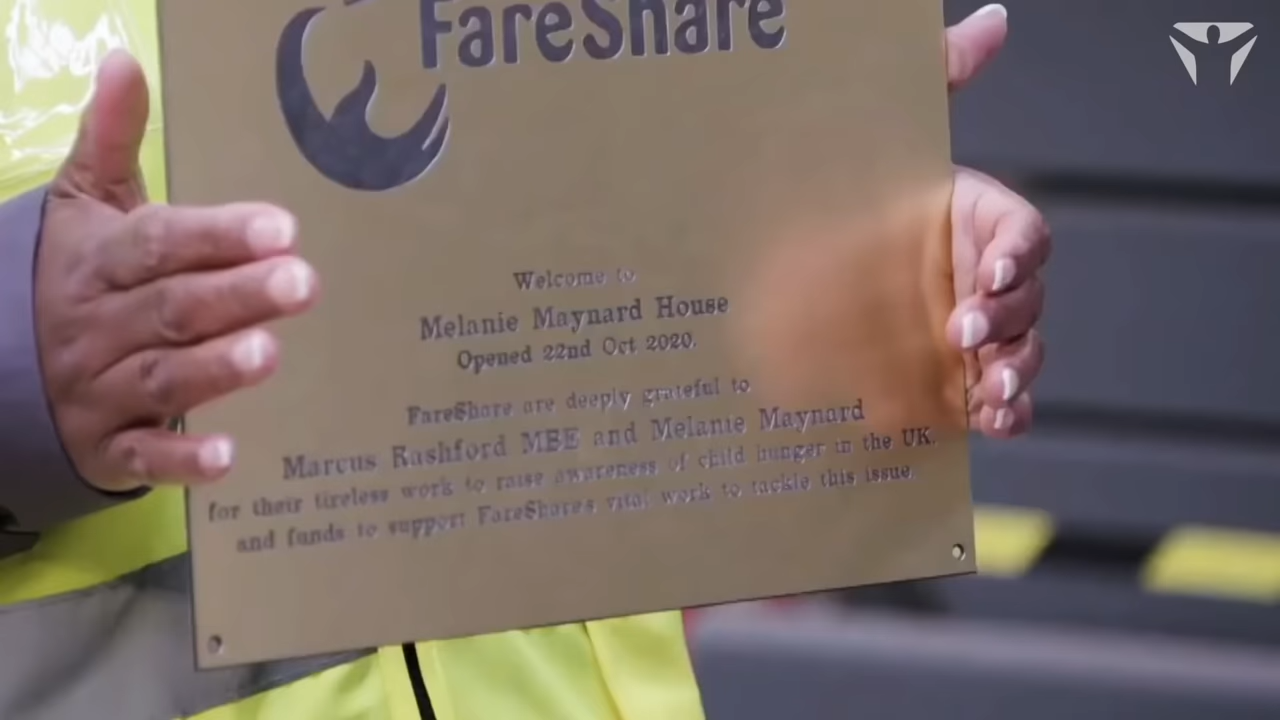 FareShare
Welcome to
Melanie Maynard House
Opened 22nd Oct 2020.
FareShare are deeply grateful to
Marcus Rashford MBE and Melanie Maynard
for their tireless work to raise awareness of child hunger in the UK,
and funds to support FareShares vital work to tackle this issue.